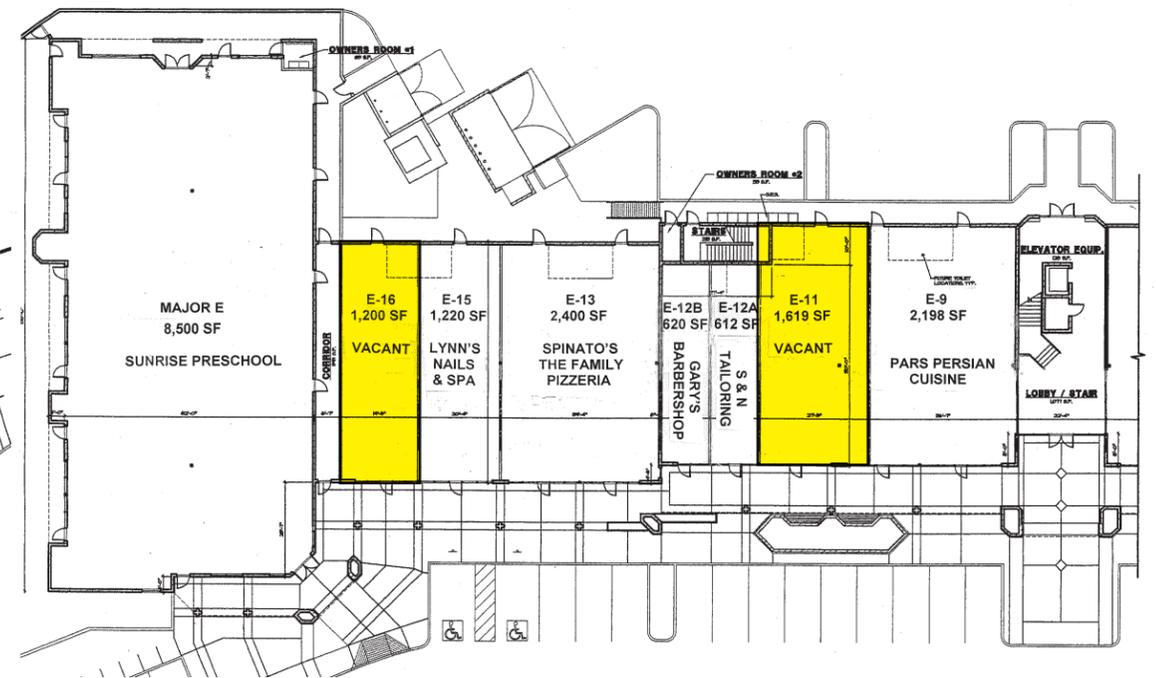 OWNERS ROOM #1
OWNERS ROOM #2
STAIRS
ELEVATOR EQUIP.
MAJOR E
8,500 SF
SUNRISE PRESCHOOL
CORRIDOR
E-16
1,200 SF
VACANT
E-15
1,220 SF
LYNN'S
NAILS
& SPA
E-13
2,400 SF
SPINATO'S
THE FAMILY
PIZZERIA
E-12B
620 SF
GARY'S
BARBERSHOP
E-12A
612 SF
S & N
TAILORING
E-11
1,619 SF
VACANT
E-9
2,198 SF
PARS PERSIAN
CUISINE
LOBBY / STAIR